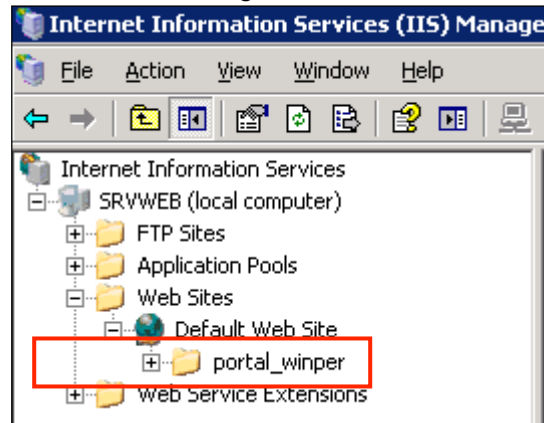 Internet Information Services (IIS) Manage
File Action View Window Help
Internet Information Services
SRVWEB (local computer)
FTP Sites
Application Pools
Web Sites
Default Web Site
portal_winper
Web Service Extensions